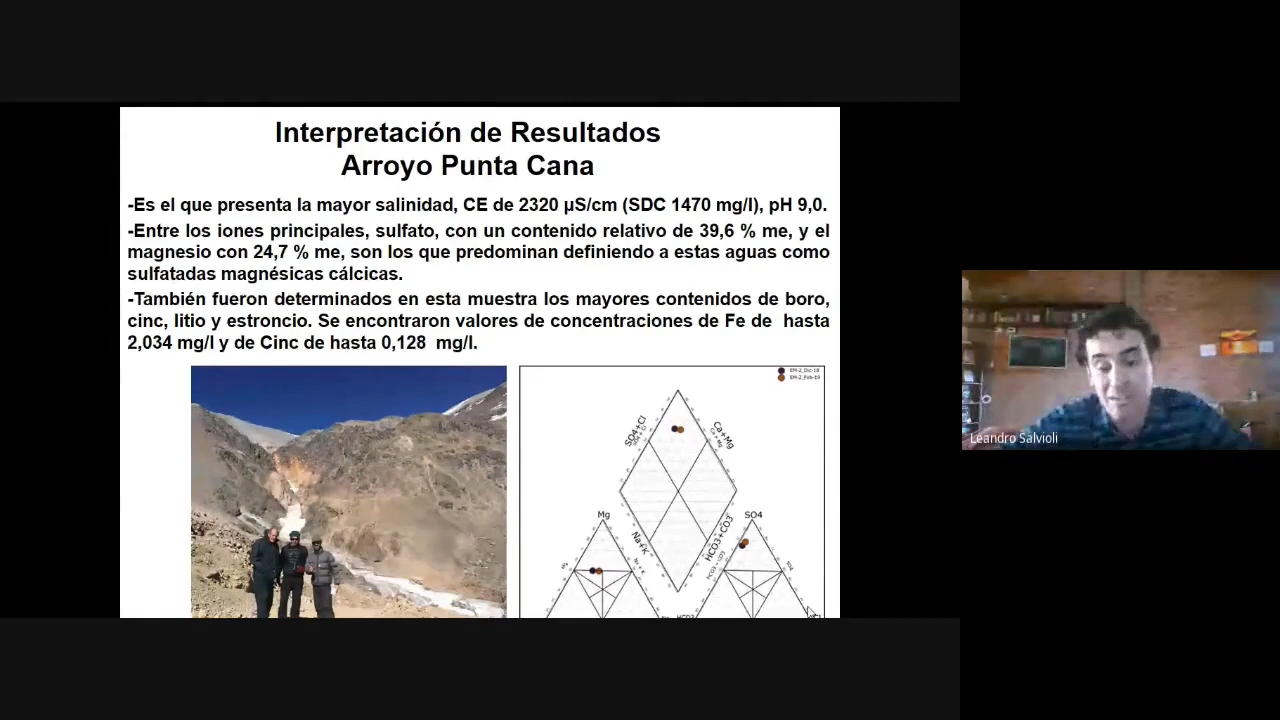 Interpretación de Resultados
Arroyo Punta Cana
-Es el que presenta la mayor salinidad, CE de 2320 µS/cm (SDC 1470 mg/l), pH 9,0.
-Entre los iones principales, sulfato, con un contenido relativo de 39,6 % me, y el
magnesio con 24,7 % me, son los que predominan definiendo a estas aguas como
sulfatadas magnésicas cálcicas.
-También fueron determinados en esta muestra los mayores contenidos de boro,
cinc, litio y estroncio. Se encontraron valores de concentraciones de Fe de hasta
2,034 mg/l y de Cinc de hasta 0,128 mg/l.
EM-2_Dic-18
EM-2_Feb-19
SO4+Cl
Ca+Mg
Mg
Na+K
HCO3+CO3
SO4
Leandro Salvioli